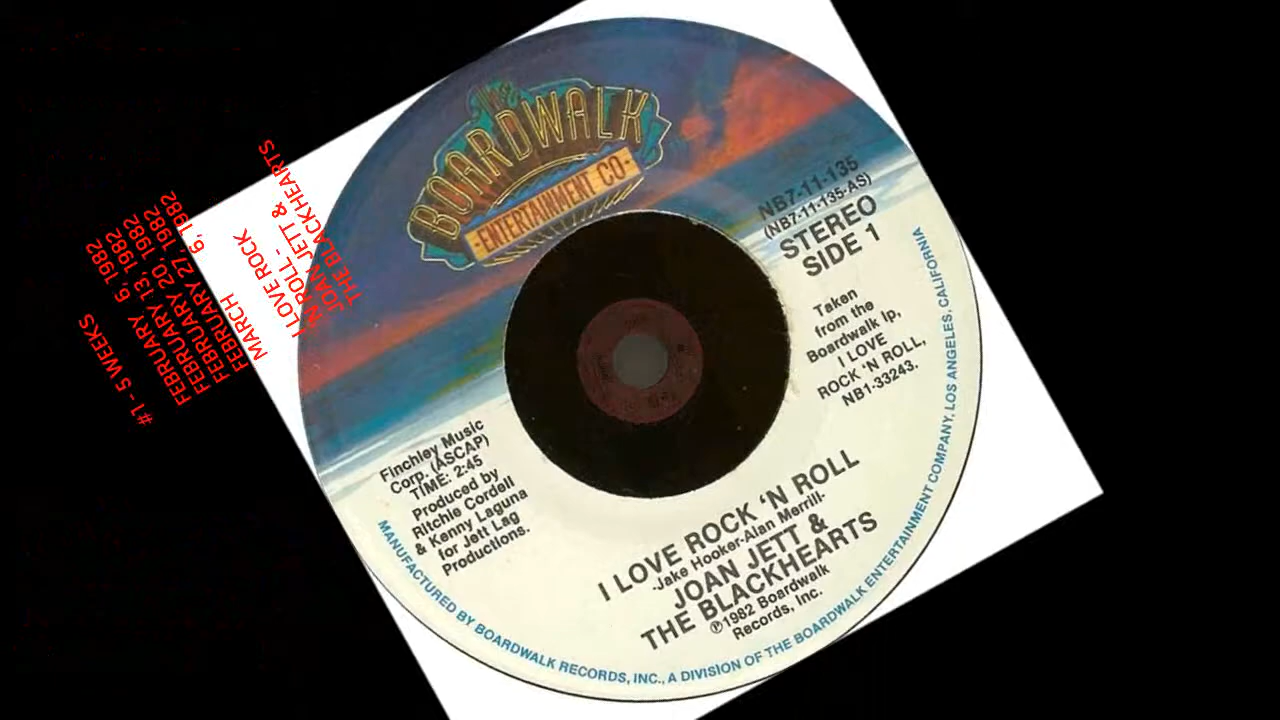 #1 - 5 WEEKS
FEBRUARY 6, 1982
FEBRUARY 13, 1982
FEBRUARY 20, 1982
FEBRUARY 27, 1982
MARCH 6, 1982
I LOVE ROCK
'N ROLL -
JOAN JETT &
THE BLACKHEARTS
The
BOARDWALK
-ENTERTAINMENT CO-
NB7-11-135
(NB7-11-135-AS)
STEREO
SIDE 1
Taken
from the
Boardwalk lp,
I LOVE
ROCK 'N ROLL,
NB1-33243.
Finchley Music
Corp. (ASCAP)
TIME: 2:45
Produced by
Ritchie Cordell
& Kenny Laguna
for Jett Lag
Productions.
I LOVE ROCK 'N ROLL
-Jake Hooker-Alan Merrill-
JOAN JETT &
THE BLACKHEARTS
℗1982 Boardwalk
Records, Inc.
MANUFACTURED BY BOARDWALK RECORDS, INC., A DIVISION OF THE BOARDWALK ENTERTAINMENT COMPANY, LOS ANGELES, CALIFORNIA